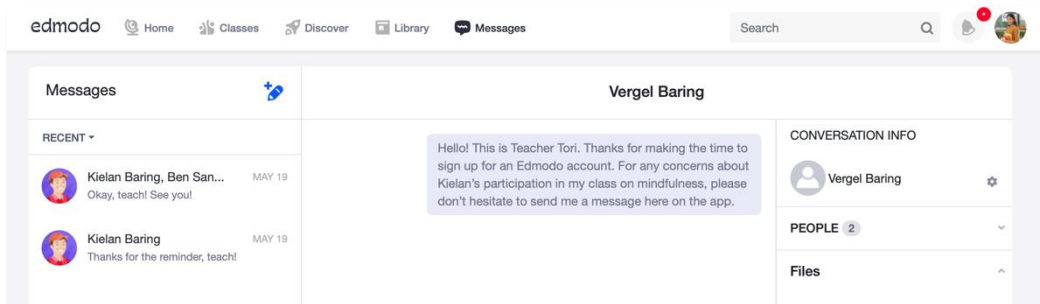 edmodo
Home
Classes
Discover
Library
Messages
Search
Messages
Vergel Baring
RECENT
Kielan Baring, Ben San...
MAY 19
Okay, teach! See you!
Kielan Baring
MAY 19
Thanks for the reminder, teach!
Hello! This is Teacher Tori. Thanks for making the time to
sign up for an Edmodo account. For any concerns about
Kielan's participation in my class on mindfulness, please
don't hesitate to send me a message here on the app.
CONVERSATION INFO
Vergel Baring
PEOPLE 2
Files